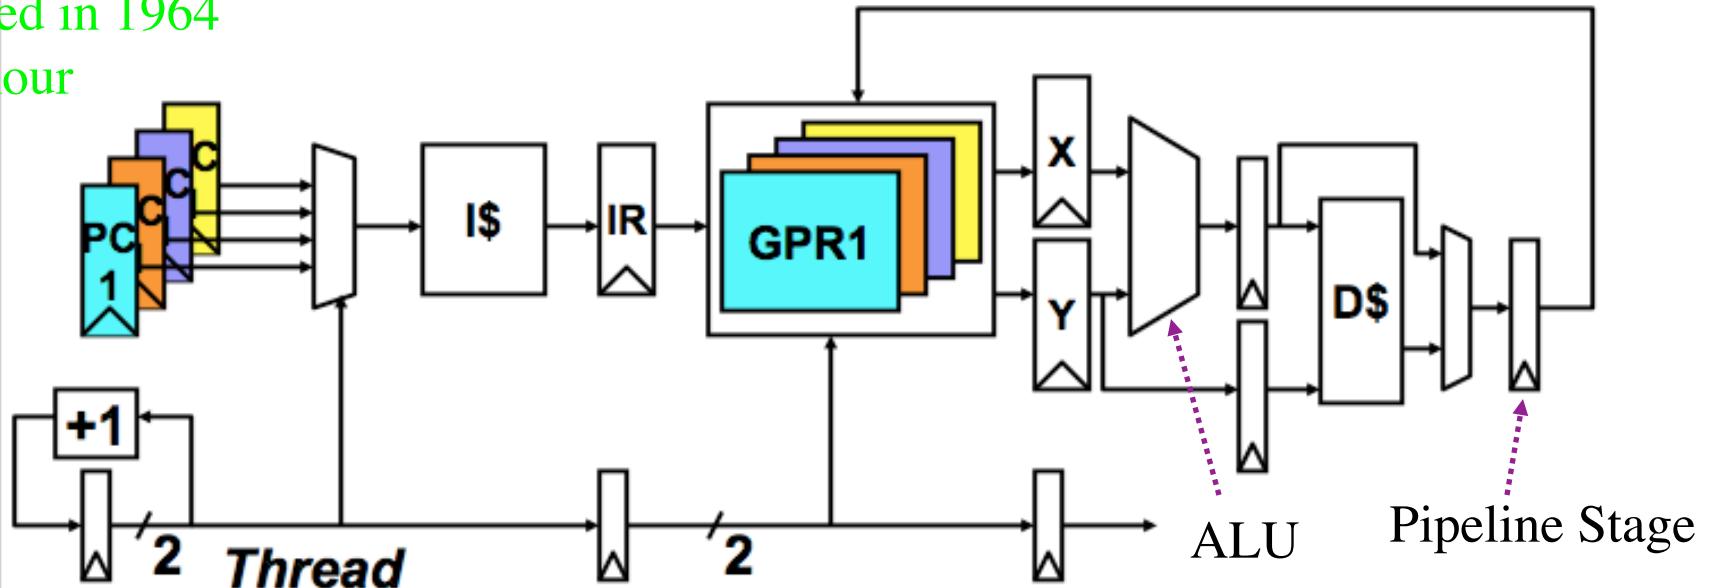 ed in 1964
our
C
C
C
PC
1
I$
IR
GPR1
X
Y
D$
+1
2
Thread
2
ALU
Pipeline Stage